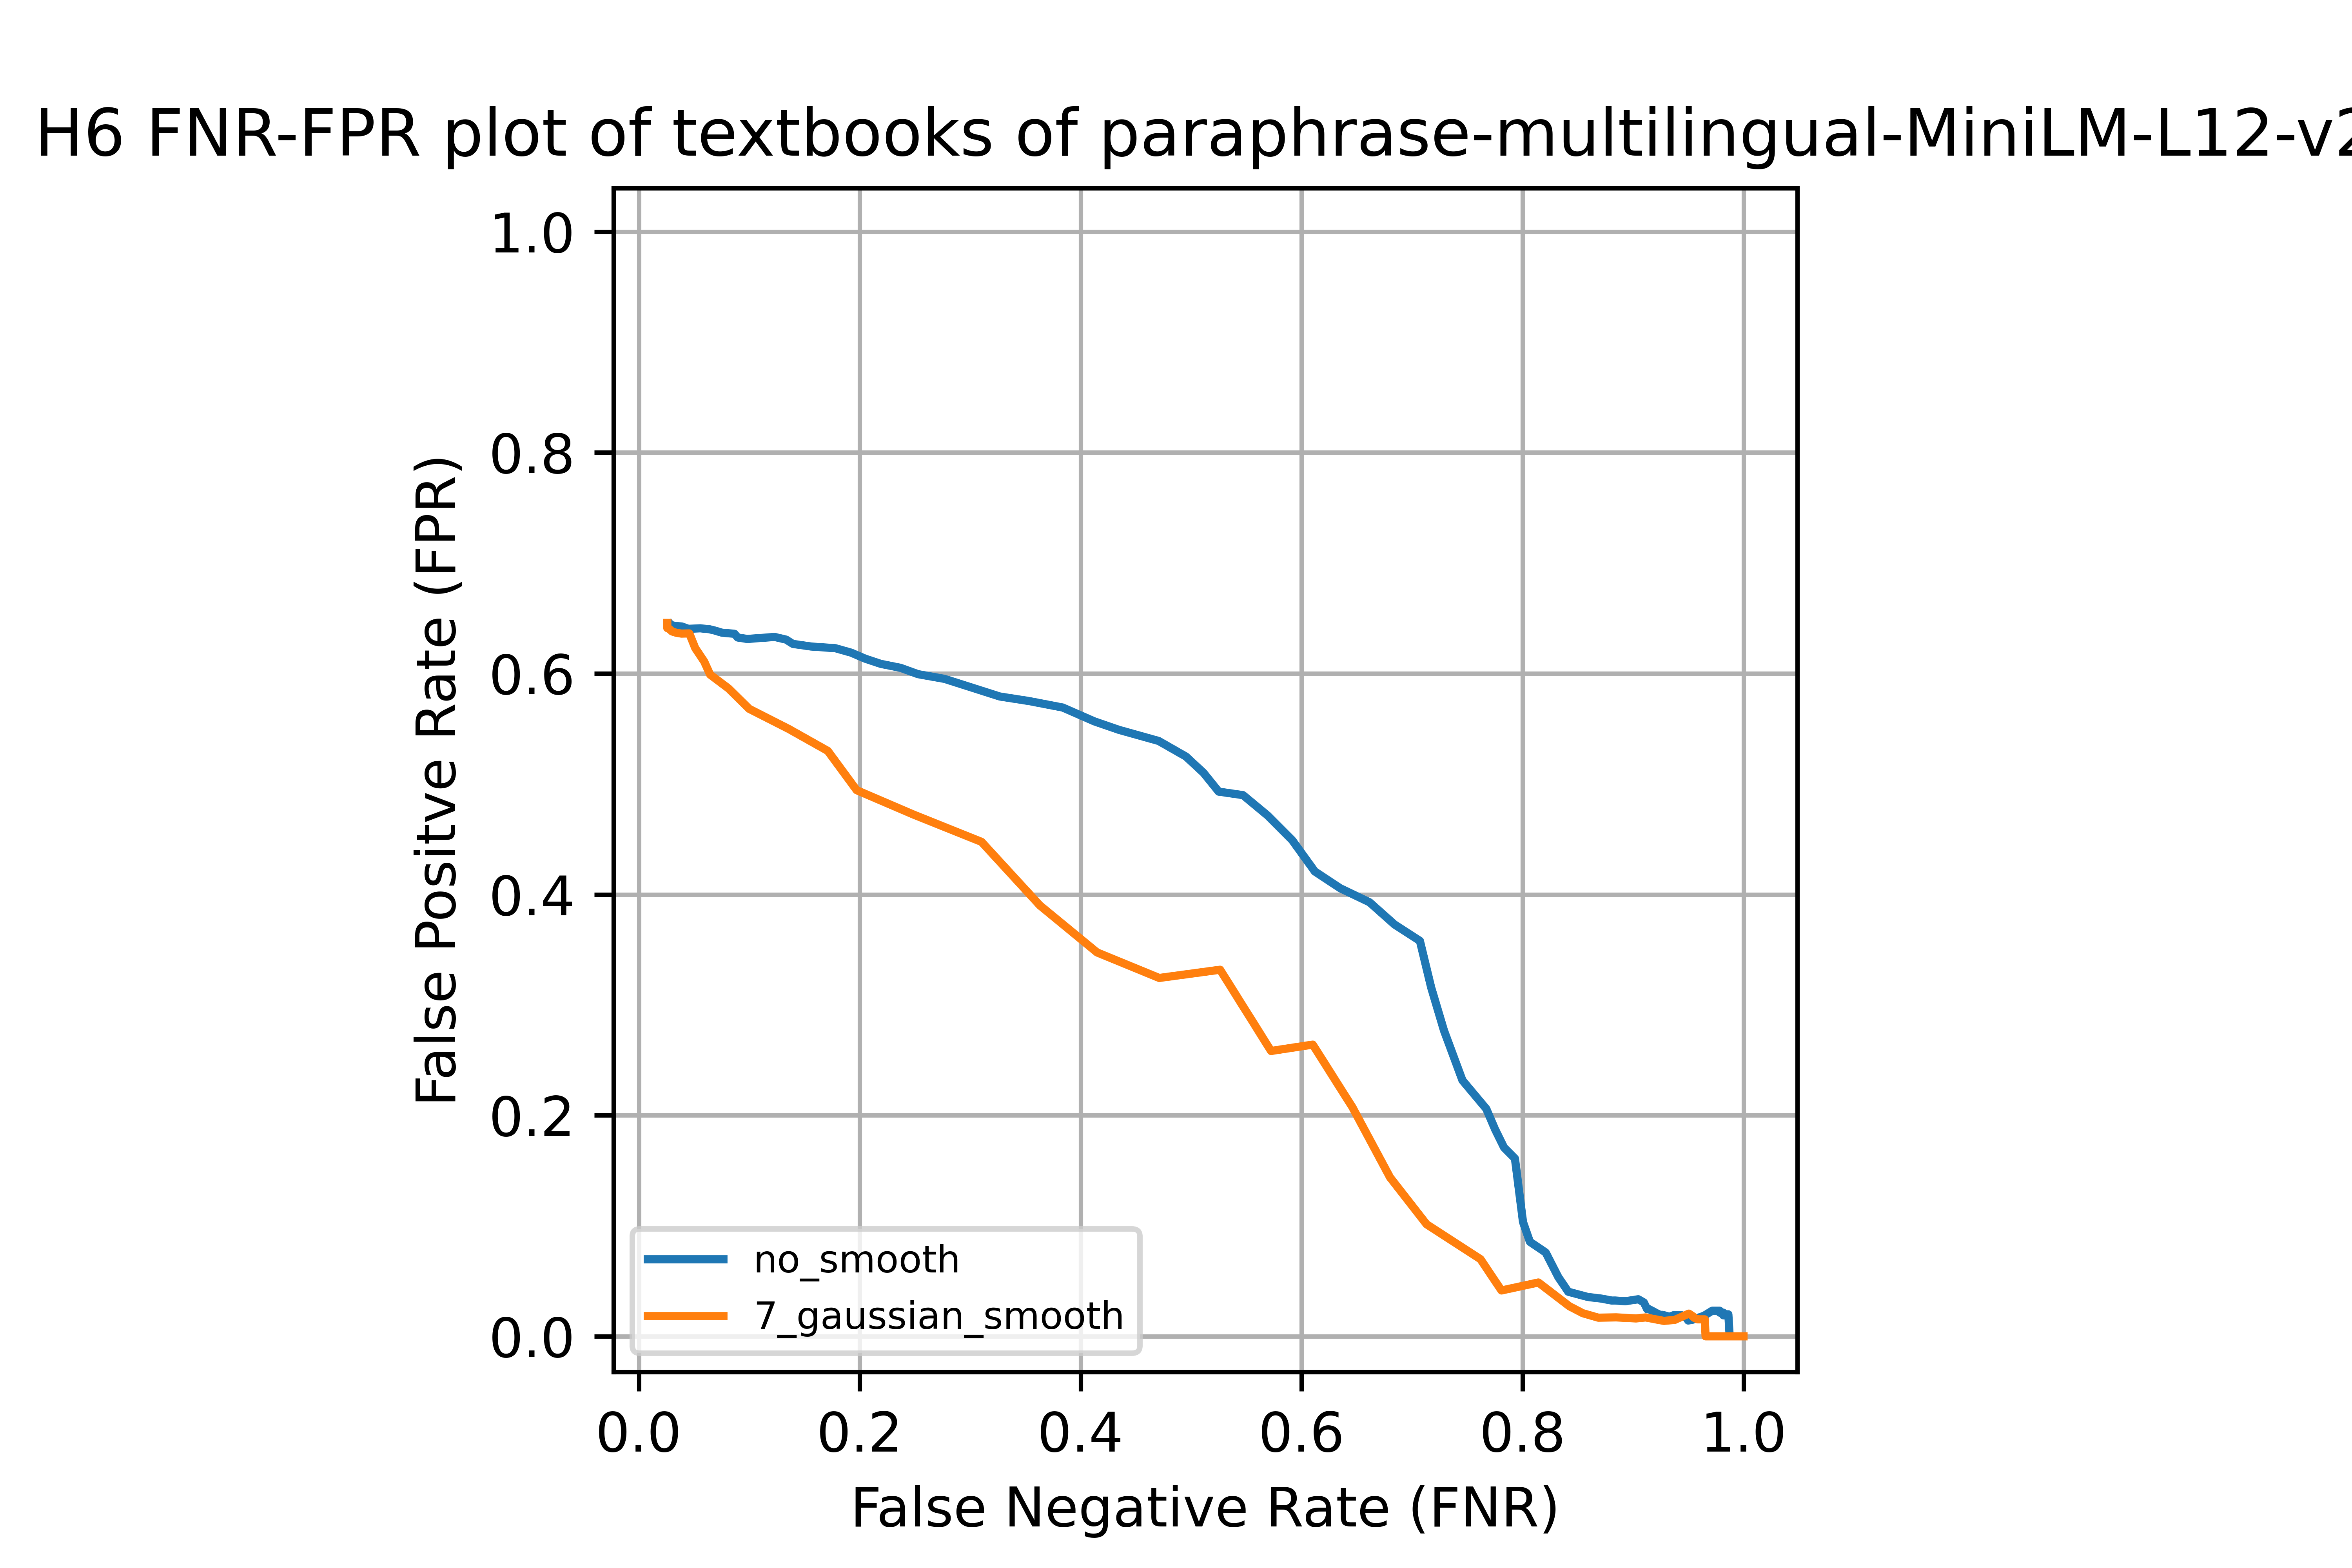 H6 FNR-FPR plot of textbooks of paraphrase-multilingual-MiniLM-L12-v2
False Positve Rate (FPR)
1.0
0.8
0.6
0.4
0.2
0.0
no_smooth
7_gaussian_smooth
0.0 0.2 0.4 0.6 0.8 1.0
False Negative Rate (FNR)